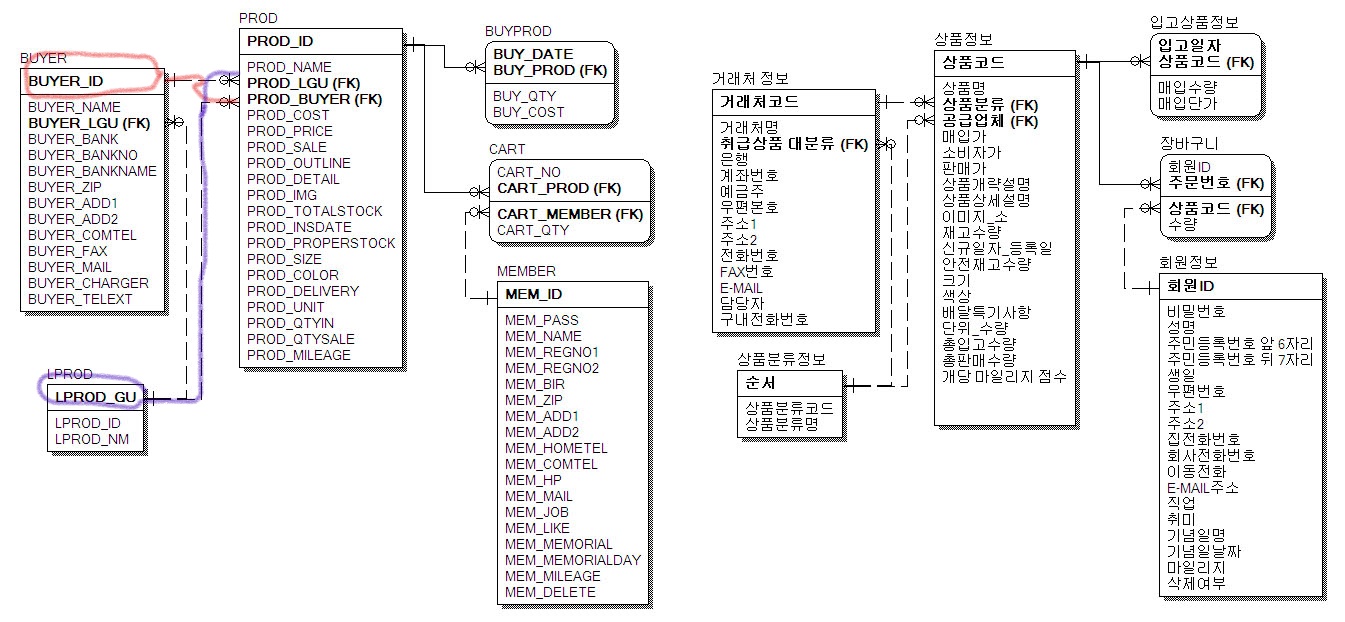 BUYER
BUYER_ID
BUYER_NAME
BUYER_LGU (FK)
BUYER_BANK
BUYER_BANKNO
BUYER_BANKNAME
BUYER_ZIP
BUYER_ADD1
BUYER_ADD2
BUYER_COMTEL
BUYER_FAX
BUYER_MAIL
BUYER_CHARGER
BUYER_TELEXT
LPROD
LPROD_GU
LPROD_ID
LPROD_NM
PROD
PROD_ID
PROD_NAME
PROD_LGU (FK)
PROD_BUYER (FK)
PROD_COST
PROD_PRICE
PROD_SALE
PROD_OUTLINE
PROD_DETAIL
PROD_IMG
PROD_TOTALSTOCK
PROD_INSDATE
PROD_PROPERSTOCK
PROD_SIZE
PROD_COLOR
PROD_DELIVERY
PROD_UNIT
PROD_QTYIN
PROD_QTYSALE
PROD_MILEAGE
BUYPROD
BUY_DATE
BUY_PROD (FK)
BUY_QTY
BUY_COST
CART
CART_NO
CART_PROD (FK)
CART_MEMBER (FK)
CART_QTY
MEMBER
MEM_ID
MEM_PASS
MEM_NAME
MEM_REGNO1
MEM_REGNO2
MEM_BIR
MEM_ZIP
MEM_ADD1
MEM_ADD2
MEM_HOMETEL
MEM_COMTEL
MEM_HP
MEM_MAIL
MEM_JOB
MEM_LIKE
MEM_MEMORIAL
MEM_MEMORIALDAY
MEM_MILEAGE
MEM_DELETE
거래처 정보
거래처코드
거래처명
취급상품 대분류 (FK)
은행
계좌번호
예금주
우편본호
주소1
주소2
전화번호
FAX번호
E-MAIL
담당자
구내전화번호
상품분류정보
순서
상품분류코드
상품분류명
상품정보
상품코드
상품명
상품분류 (FK)
공급업체 (FK)
매입가
소비자가
판매가
상품개략설명
상품상세설명
이미지_소
재고수량
신규일자_등록일
안전재고수량
크기
색상
배달특기사항
단위_수량
총입고수량
총판매수량
개당 마일리지 점수
입고상품정보
입고일자
상품코드 (FK)
매입수량
매입단가
장바구니
회원ID
주문번호 (FK)
상품코드 (FK)
수량
회원정보
회원ID
비밀번호
성명
주민등록번호 앞 6자리
주민등록번호 뒤 7자리
생일
우편번호
주소1
주소2
집전화번호
회사전화번호
이동전화
E-MAIL주소
직업
취미
기념일명
기념일날짜
마일리지
삭제여부